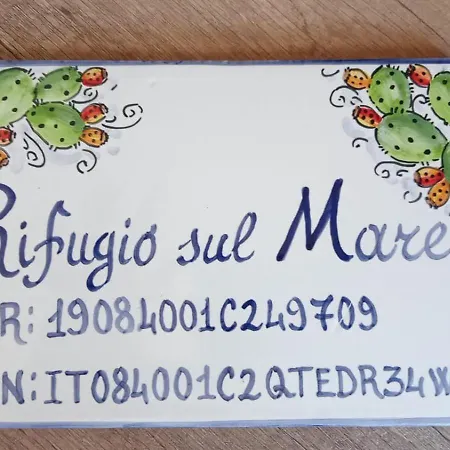 Rifugio sul Mare
R: 19084001C249709
N: IT084001C2QTEDR34W